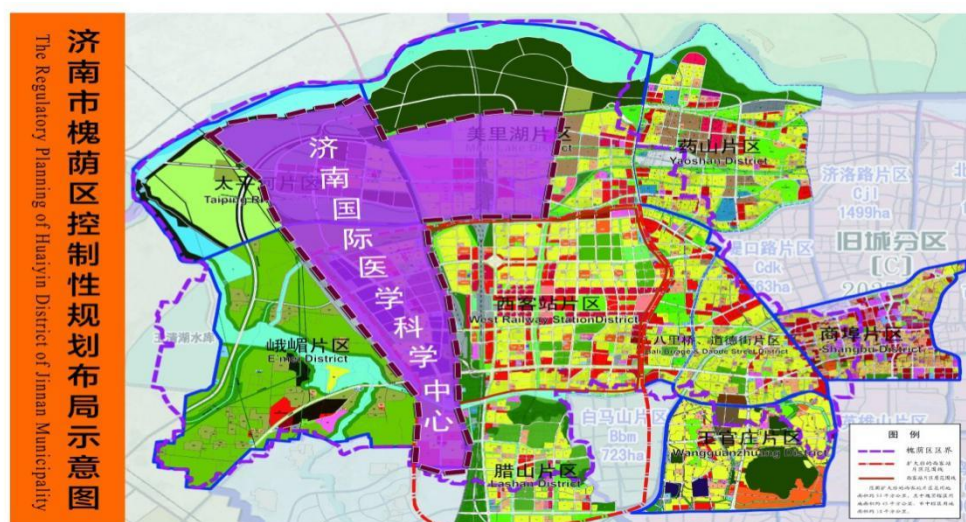 济南市槐荫区控制性规划布局示意图
The Regulatory Planning of Huaiyin District of Jinnan Municipality
美里湖片区
药山片区
Yaoshan District
济南国际医学科学中心
济洛路片区
Cjl
1499ha
太平河片区
Taiping Ri
旧城分区
[C]
Cdk
563ha
西客站片区
West Railway Station District
峨嵋片区
E-mei District
八里桥、道德街片区
商埠片区
Shangbu District
白马山片区
Bbm
723ha
王官庄片区
Wangguanzhuang District
腊山片区
Lashan District
图 例
槐荫区区界